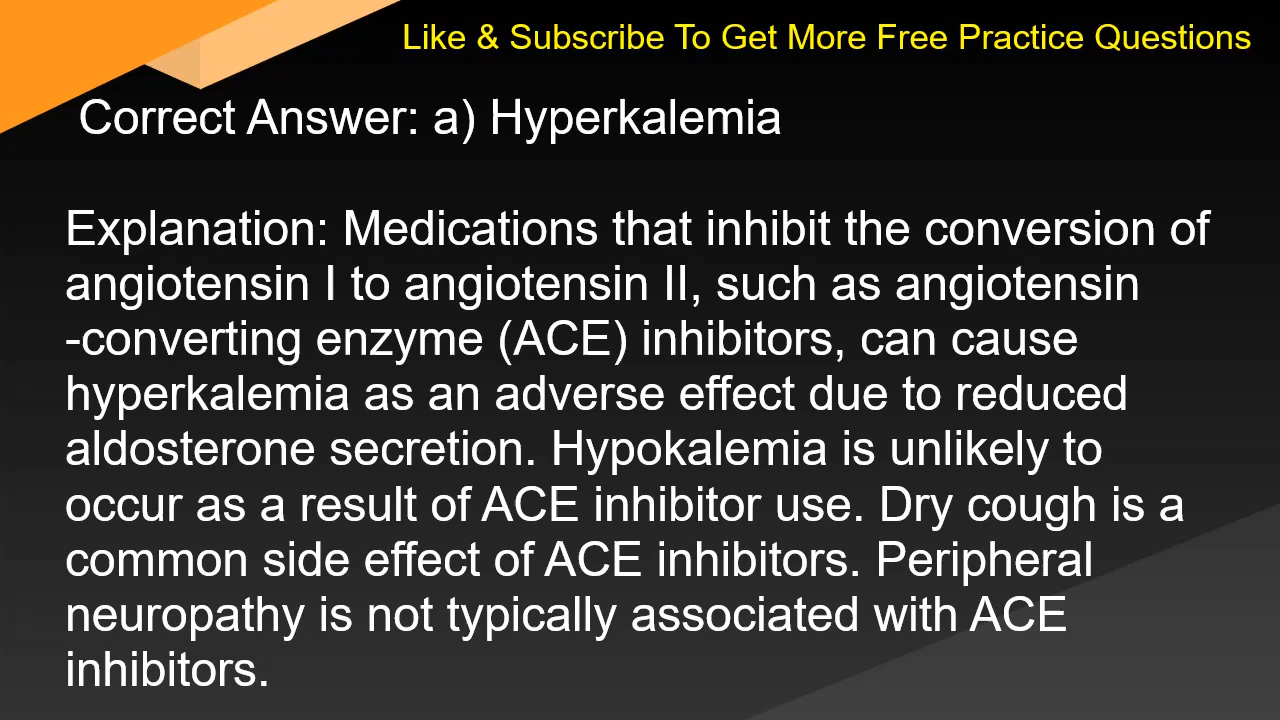 Like & Subscribe To Get More Free Practice Questions
Correct Answer: a) Hyperkalemia
Explanation: Medications that inhibit the conversion of
angiotensin I to angiotensin II, such as angiotensin
-converting enzyme (ACE) inhibitors, can cause
hyperkalemia as an adverse effect due to reduced
aldosterone secretion. Hypokalemia is unlikely to
occur as a result of ACE inhibitor use. Dry cough is a
common side effect of ACE inhibitors. Peripheral
neuropathy is not typically associated with ACE
inhibitors.